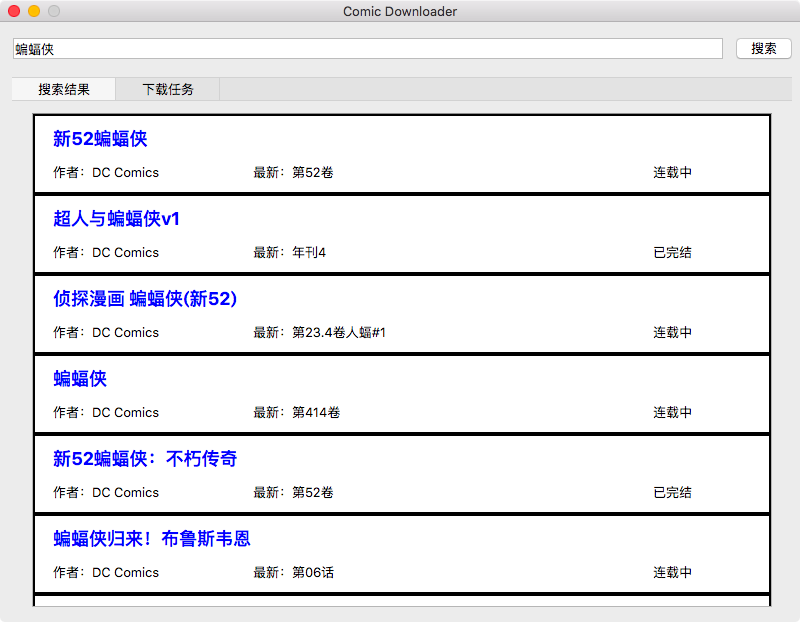 Comic Downloader
蝙蝠侠 搜索
搜索结果 下载任务
新52蝙蝠侠
作者：DC Comics 最新：第52卷 连载中
超人与蝙蝠侠v1
作者：DC Comics 最新：年刊4 已完结
侦探漫画 蝙蝠侠(新52)
作者：DC Comics 最新：第23.4卷人蝠#1 连载中
蝙蝠侠
作者：DC Comics 最新：第414卷 连载中
新52蝙蝠侠：不朽传奇
作者：DC Comics 最新：第52卷 已完结
蝙蝠侠归来！布鲁斯韦恩
作者：DC Comics 最新：第06话 连载中